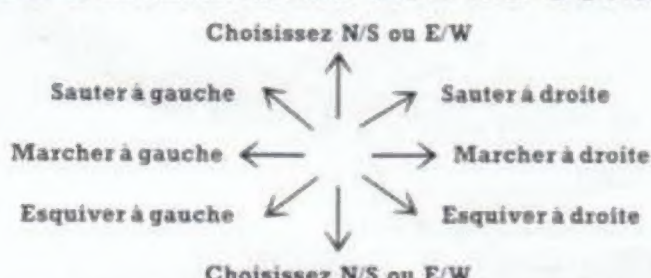 Choisissez N/S ou E/W
Sauter à gauche
Sauter à droite
Marcher à gauche
Marcher à droite
Esquiver à gauche
Esquiver à droite
Choisissez N/S ou E/W